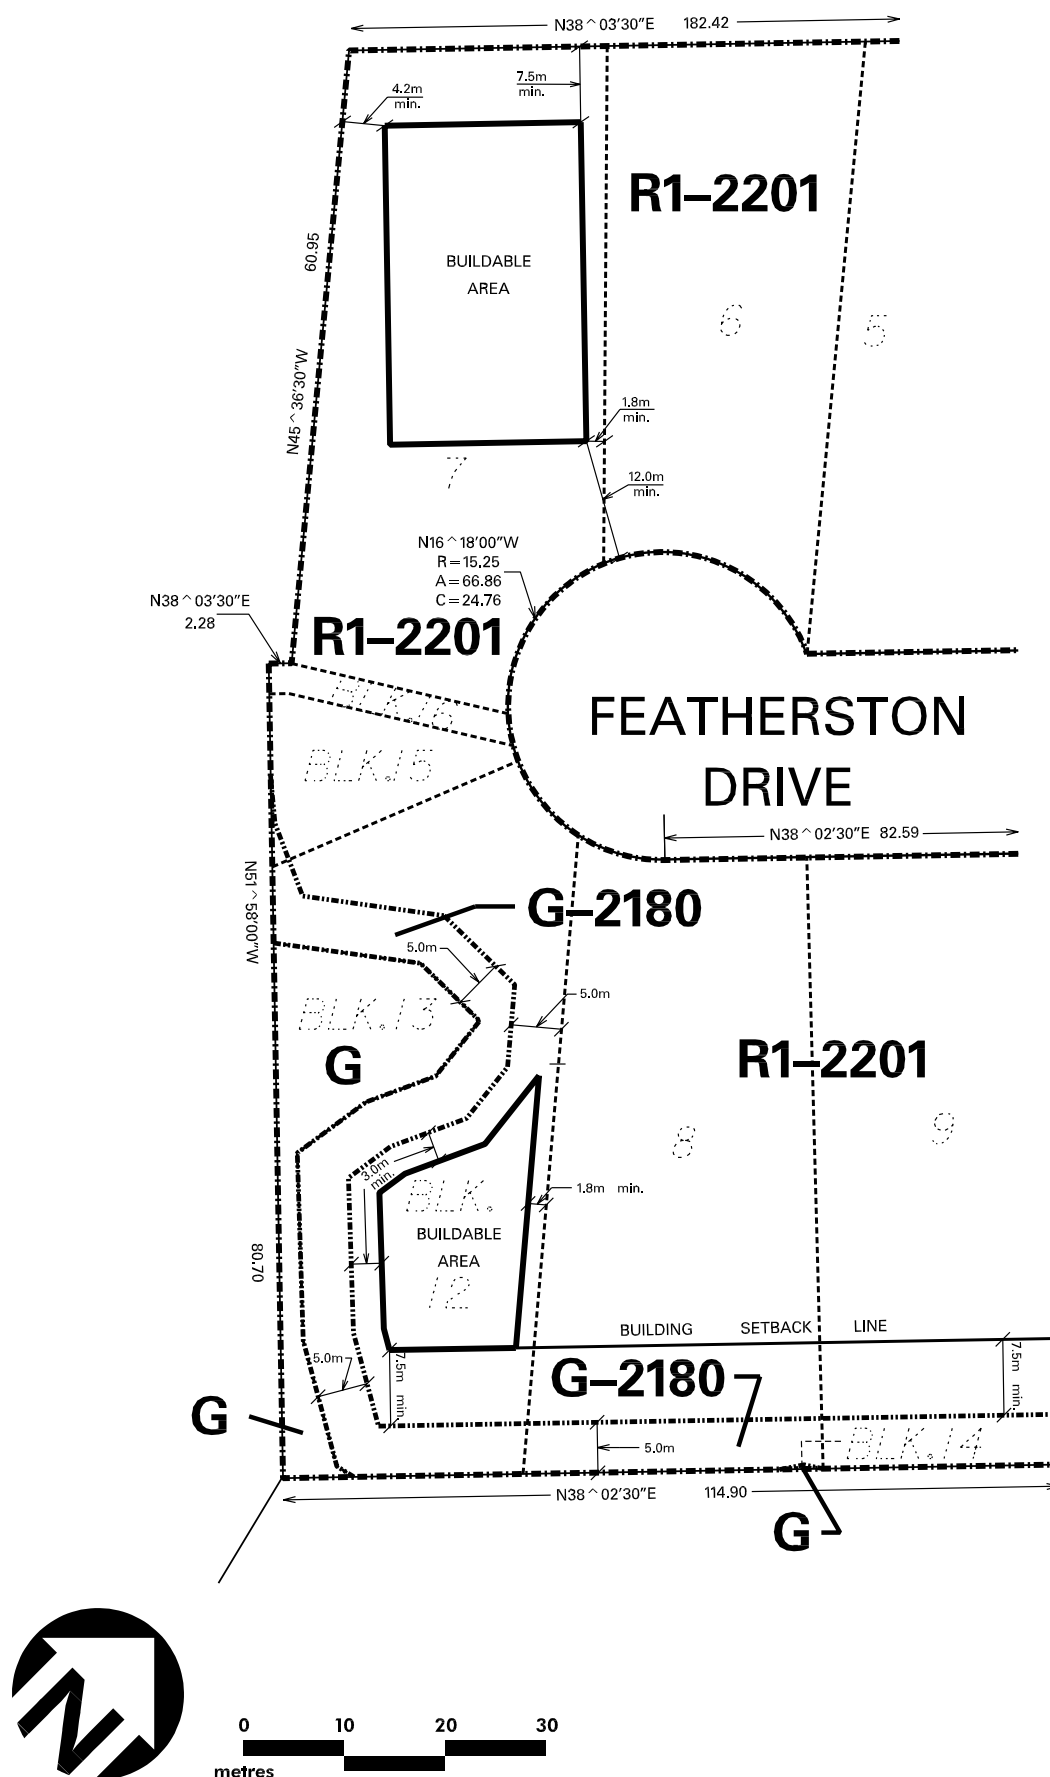 N38^03'30"E 182.42
4.2m
min.
7.5m
min.
R1–2201
60.95
BUILDABLE
AREA
6
5
N45^36'30"W
1.8m
min.
7
12.0m
min.
N16^18'00"W
R=15.25
A=66.86
C=24.76
N38^03'30"E
2.28
R1–2201
BLK.16
FEATHERSTON
DRIVE
BLK.15
N38^02'30"E 82.59
N51^58'00"W
G–2180
5.0m
5.0m
BLK.13
G
R1–2201
8
9
3.0m
min.
BLK.
1.8m min.
BUILDABLE
AREA
80.70
12
BUILDING SETBACK LINE
5.0m
7.5m min.
G–2180
7.5m min.
G
5.0m
BLK.14
N38^02'30"E 114.90
G
N
0 10 20 30
metres